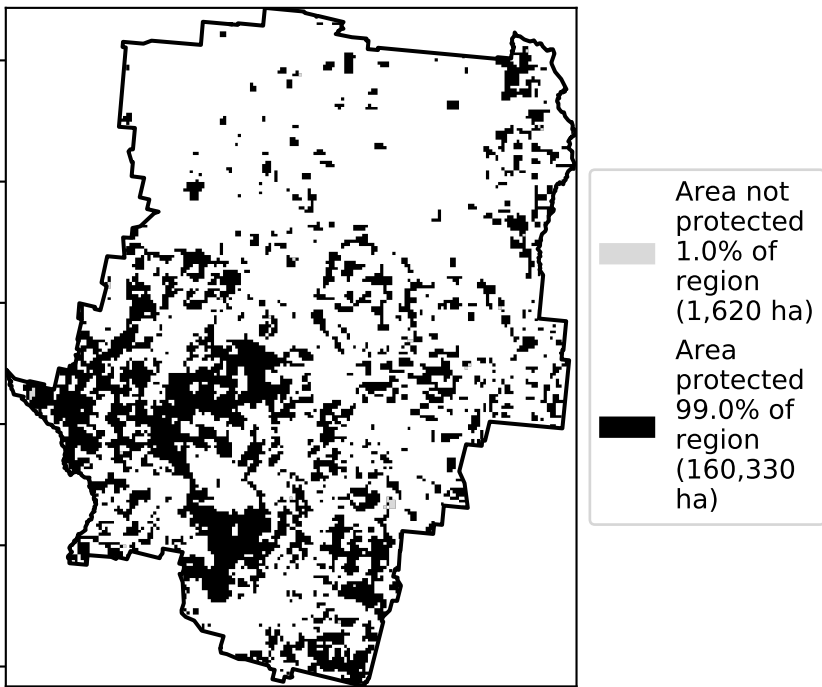 Area not
protected
1.0% of
region
(1,620 ha)
Area
protected
99.0% of
region
(160,330
ha)